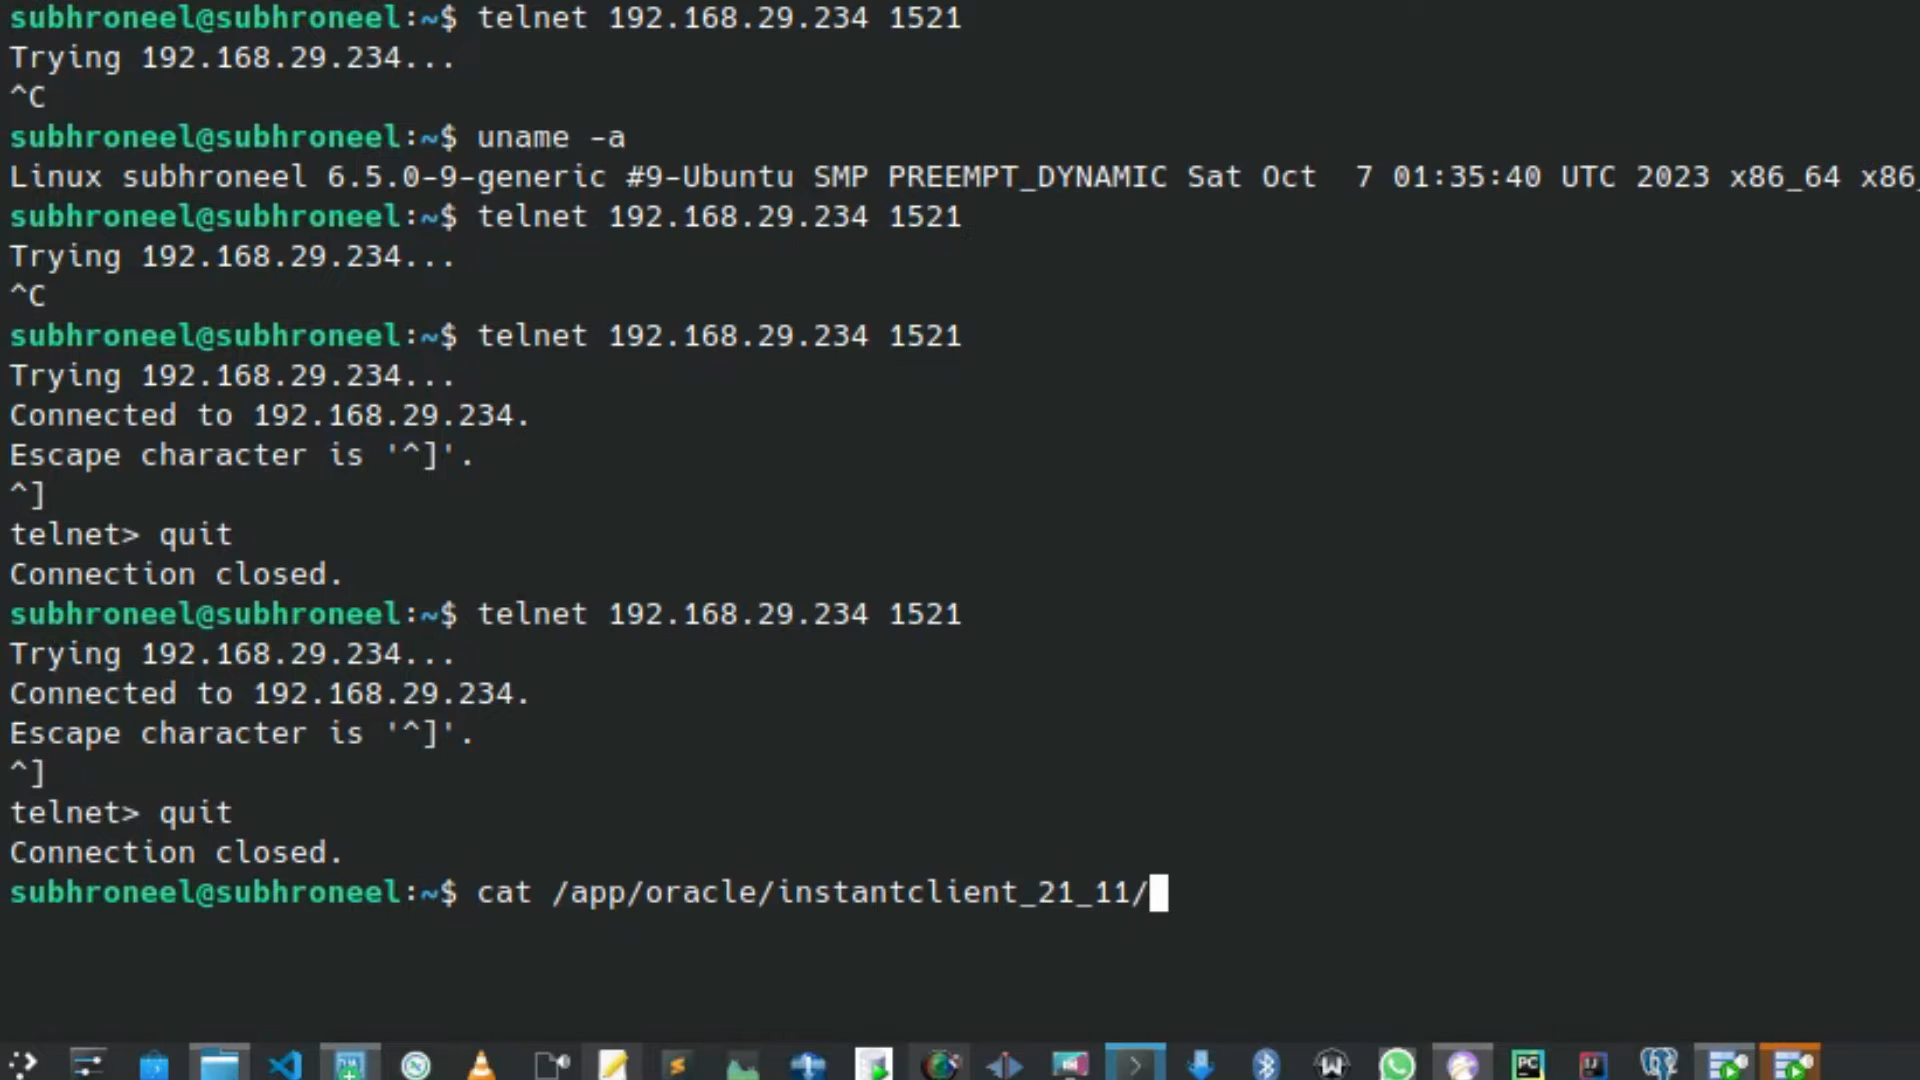 subhroneel@subhroneel:~$ telnet 192.168.29.234 1521
Trying 192.168.29.234...
^C
subhroneel@subhroneel:~$ uname -a
Linux subhroneel 6.5.0-9-generic #9-Ubuntu SMP PREEMPT_DYNAMIC Sat Oct  7 01:35:40 UTC 2023 x86_64 x86_
subhroneel@subhroneel:~$ telnet 192.168.29.234 1521
Trying 192.168.29.234...
^C
subhroneel@subhroneel:~$ telnet 192.168.29.234 1521
Trying 192.168.29.234...
Connected to 192.168.29.234.
Escape character is '^]'.
^]
telnet> quit
Connection closed.
subhroneel@subhroneel:~$ telnet 192.168.29.234 1521
Trying 192.168.29.234...
Connected to 192.168.29.234.
Escape character is '^]'.
^]
telnet> quit
Connection closed.
subhroneel@subhroneel:~$ cat /app/oracle/instantclient_21_11/
PC